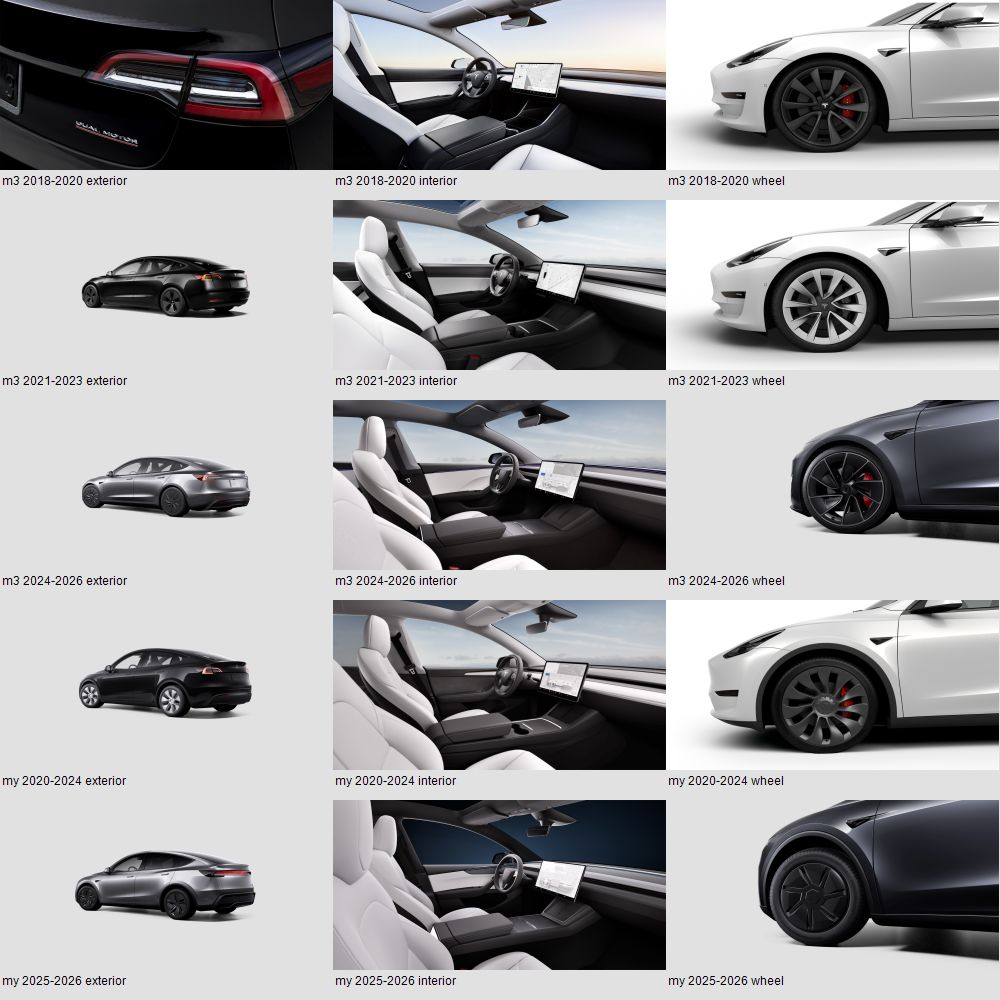 DUAL MOTOR
m3 2018-2020 exterior
m3 2018-2020 interior
m3 2018-2020 wheel
m3 2021-2023 exterior
m3 2021-2023 interior
m3 2021-2023 wheel
m3 2024-2026 exterior
m3 2024-2026 interior
m3 2024-2026 wheel
my 2020-2024 exterior
my 2020-2024 interior
my 2020-2024 wheel
my 2025-2026 exterior
my 2025-2026 interior
my 2025-2026 wheel